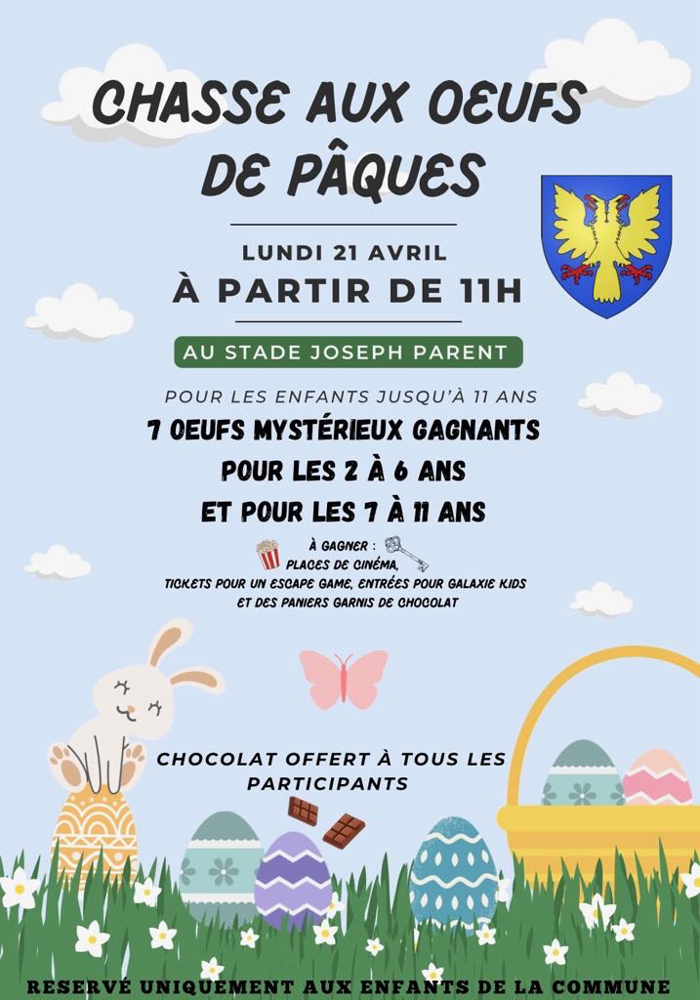 CHASSE AUX OEUFS
DE PÂQUES
LUNDI 21 AVRIL
À PARTIR DE 11H
AU STADE JOSEPH PARENT
POUR LES ENFANTS JUSQU'À 11 ANS
7 OEUFS MYSTÉRIEUX GAGNANTS
POUR LES 2 À 6 ANS
ET POUR LES 7 À 11 ANS
À GAGNER :
PLACES DE CINÉMA,
TICKETS POUR UN ESCAPE GAME, ENTRÉES POUR GALAXIE KIDS
ET DES PANIERS GARNIS DE CHOCOLAT
CHOCOLAT OFFERT À TOUS LES
PARTICIPANTS
RESERVÉ UNIQUEMENT AUX ENFANTS DE LA COMMUNE